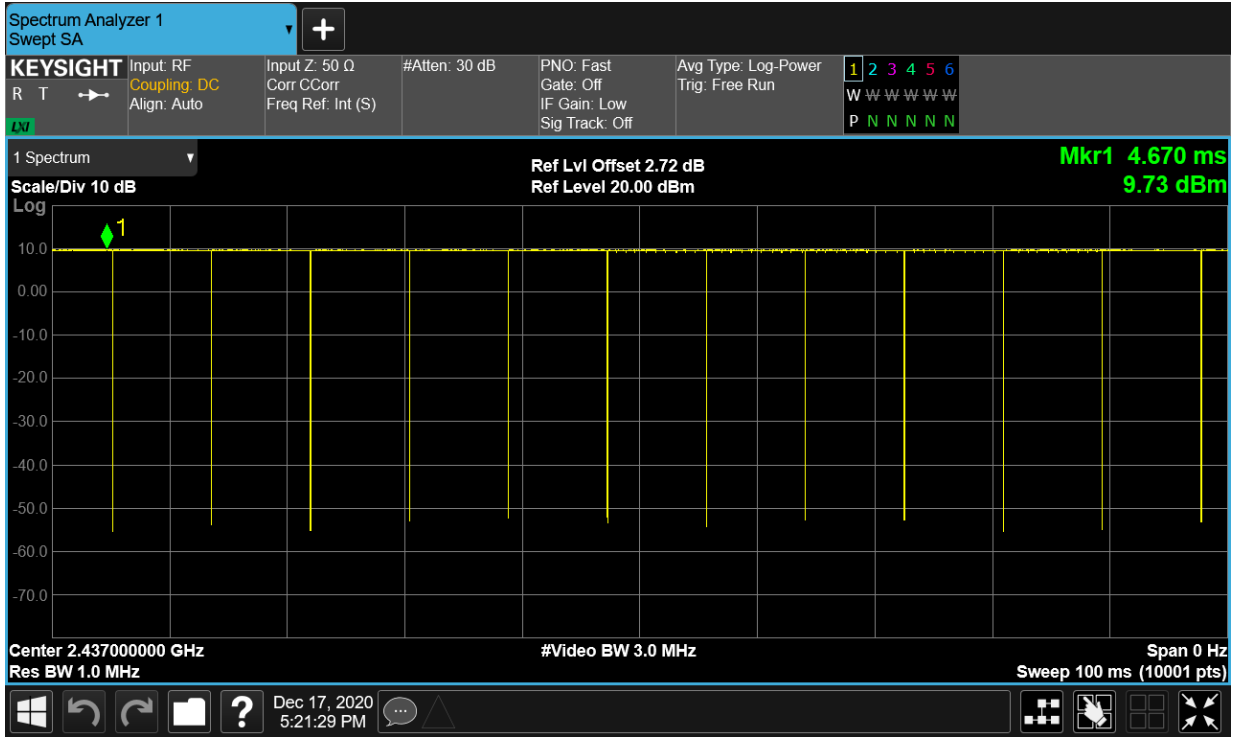 Spectrum Analyzer 1
Swept SA
KEYSIGHT
R T
LXI
Input: RF
Coupling: DC
Align: Auto
Input Z: 50 Ω
Corr CCorr
Freq Ref: Int (S)
#Atten: 30 dB
PNO: Fast
Gate: Off
IF Gain: Low
Sig Track: Off
Avg Type: Log-Power
Trig: Free Run
1 2 3 4 5 6
W W W W W W
P N N N N N
1 Spectrum
Scale/Div 10 dB
Log
Ref Lvl Offset 2.72 dB
Ref Level 20.00 dBm
Mkr1 4.670 ms
9.73 dBm
1
10.0
0.00
-10.0
-20.0
-30.0
-40.0
-50.0
-60.0
-70.0
Center 2.437000000 GHz
Res BW 1.0 MHz
#Video BW 3.0 MHz
Span 0 Hz
Sweep 100 ms (10001 pts)
?
Dec 17, 2020
5:21:29 PM